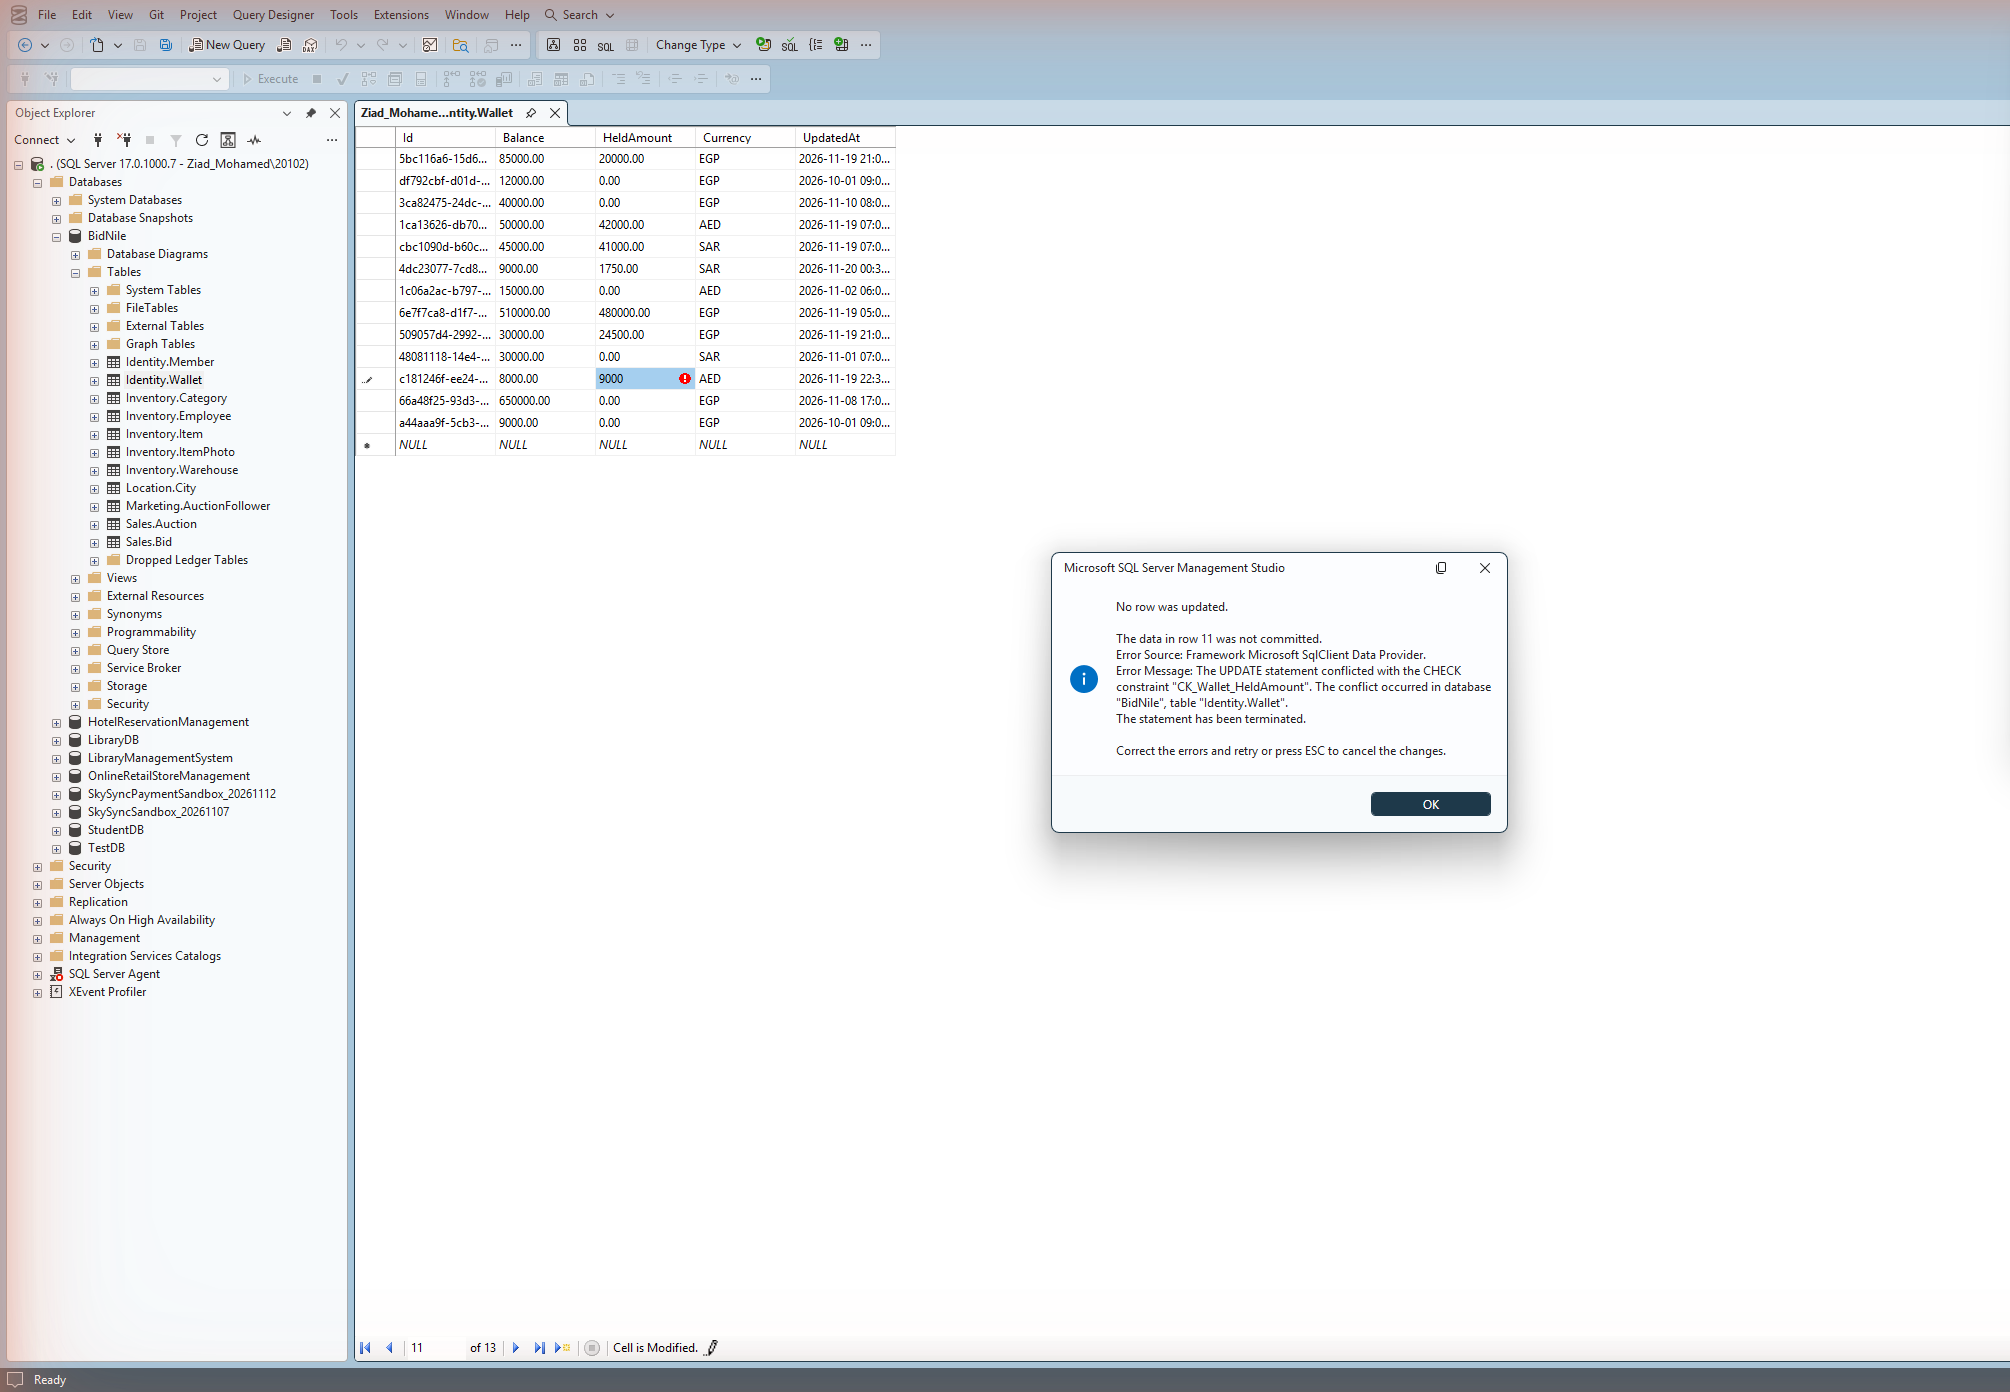 File Edit View Git Project Query Designer Tools Extensions Window Help Search
New Query DAX SQL Change Type SQL
Execute
Object Explorer
Connect
. (SQL Server 17.0.1000.7 - Ziad_Mohamed\20102)
Databases
System Databases
Database Snapshots
BidNile
Database Diagrams
Tables
System Tables
FileTables
External Tables
Graph Tables
Identity.Member
Identity.Wallet
Inventory.Category
Inventory.Employee
Inventory.Item
Inventory.ItemPhoto
Inventory.Warehouse
Location.City
Marketing.AuctionFollower
Sales.Auction
Sales.Bid
Dropped Ledger Tables
Views
External Resources
Synonyms
Programmability
Query Store
Service Broker
Storage
Security
HotelReservationManagement
LibraryDB
LibraryManagementSystem
OnlineRetailStoreManagement
SkySyncPaymentSandbox_20261112
SkySyncSandbox_20261107
StudentDB
TestDB
Security
Server Objects
Replication
Always On High Availability
Management
Integration Services Catalogs
SQL Server Agent
XEvent Profiler
Ziad_Mohame...ntity.Wallet
Id Balance HeldAmount Currency UpdatedAt
5bc116a6-15d6... 85000.00 20000.00 EGP 2026-11-19 21:0...
df792cbf-d01d-... 12000.00 0.00 EGP 2026-10-01 09:0...
3ca82475-24dc-... 40000.00 0.00 EGP 2026-11-10 08:0...
1ca13626-db70... 50000.00 42000.00 AED 2026-11-19 07:0...
cbc1090d-b60c... 45000.00 41000.00 SAR 2026-11-19 07:0...
4dc23077-7cd8... 9000.00 1750.00 SAR 2026-11-20 00:3...
1c06a2ac-b797-... 15000.00 0.00 AED 2026-11-02 06:0...
6e7f7ca8-d1f7-... 510000.00 480000.00 EGP 2026-11-19 05:0...
509057d4-2992-... 30000.00 24500.00 EGP 2026-11-19 21:0...
48081118-14e4-... 30000.00 0.00 SAR 2026-11-01 07:0...
c181246f-ee24-... 8000.00 9000 AED 2026-11-19 22:3...
66a48f25-93d3-... 650000.00 0.00 EGP 2026-11-08 17:0...
a44aaa9f-5cb3-... 9000.00 0.00 EGP 2026-10-01 09:0...
NULL NULL NULL NULL NULL
Microsoft SQL Server Management Studio
No row was updated.
The data in row 11 was not committed.
Error Source: Framework Microsoft SqlClient Data Provider.
Error Message: The UPDATE statement conflicted with the CHECK
constraint "CK_Wallet_HeldAmount". The conflict occurred in database
"BidNile", table "Identity.Wallet".
The statement has been terminated.
Correct the errors and retry or press ESC to cancel the changes.
OK
11 of 13 Cell is Modified.
Ready